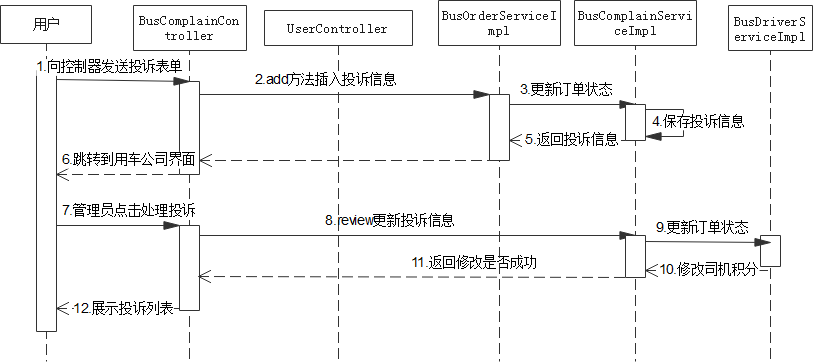 用户
BusComplainCon
troller
UserController
BusOrderServiceI
mpl
BusComplainServi
ceImpl
BusDriverS
erviceImpl
1.向控制器发送投诉表单
2.add方法插入投诉信息
3.更新订单状态
4.保存投诉信息
5.返回投诉信息
6.跳转到用车公司界面
7.管理员点击处理投诉
8.review更新投诉信息
9.更新订单状态
10.修改司机积分
11.返回修改是否成功
12.展示投诉列表